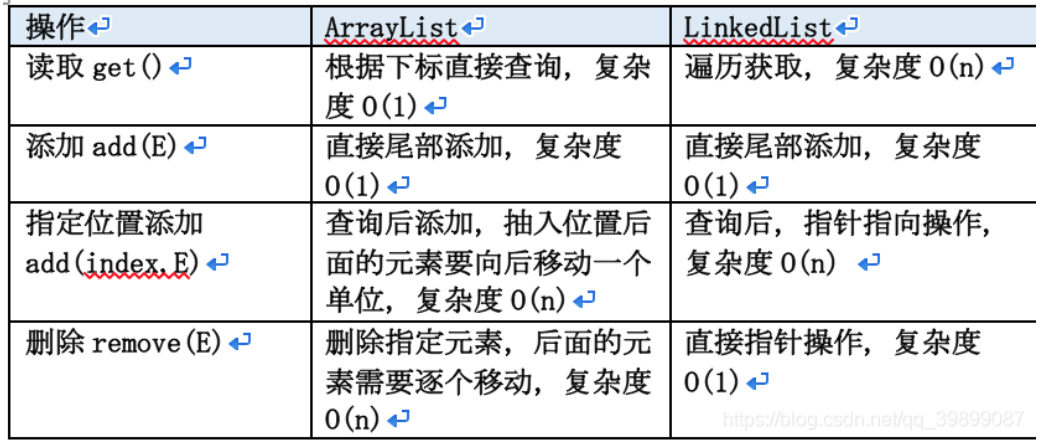 操作 ArrayList LinkedList
读取 get() 根据下标直接查询，复杂 遍历获取，复杂度 O(n)
度 O(1)
添加 add(E) 直接尾部添加，复杂度 直接尾部添加，复杂度
O(1) O(1)
指定位置添加 查询后添加，抽入位置后 查询后，指针指向操作，
add(index,E) 面的元素要向后移动一个 复杂度 O(n)
单位，复杂度 O(n)
删除 remove(E) 删除指定元素，后面的元 直接指针操作，复杂度
素需要逐个移动，复杂度 O(1)
O(n)
https://blog.csdn.net/qq_39899087